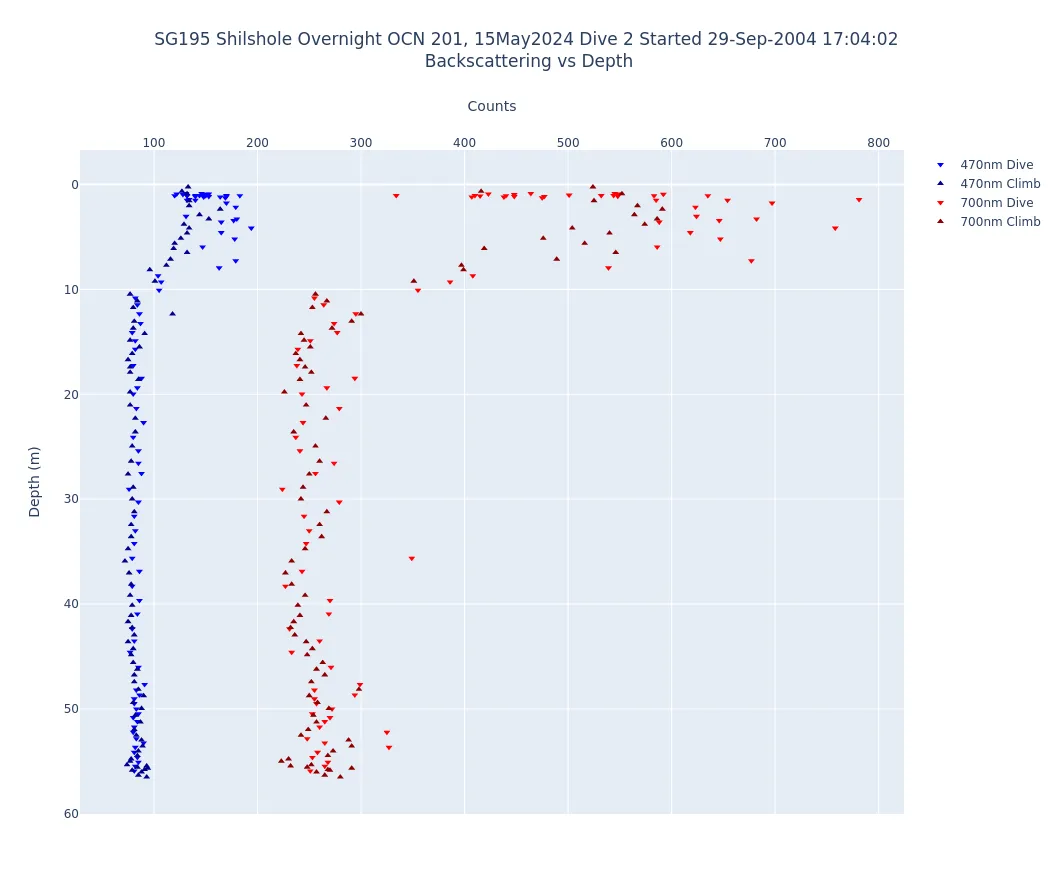 SG195 Shilshole Overnight OCN 201, 15May2024 Dive 2 Started 29-Sep-2004 17:04:02
Backscattering vs Depth
Counts
100 200 300 400 500 600 700 800
470nm Dive
470nm Climb
700nm Dive
700nm Climb
0
10
20
30
40
50
60
Depth (m)